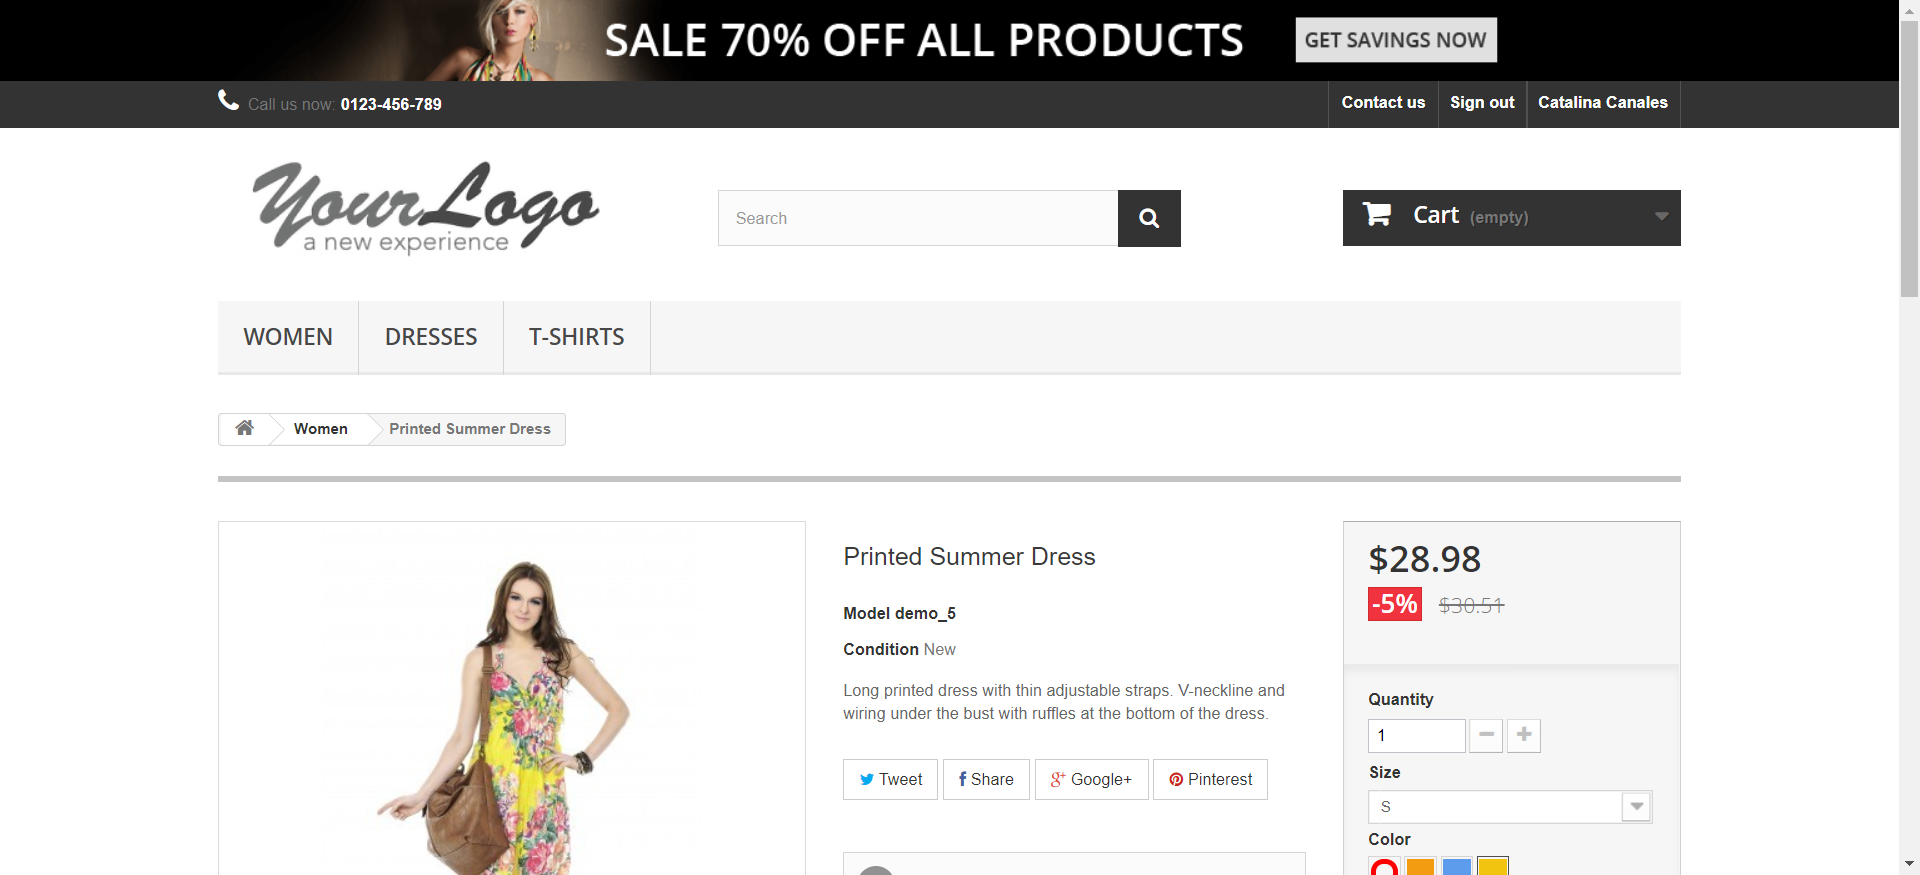 SALE 70% OFF ALL PRODUCTS GET SAVINGS NOW
Call us now: 0123-456-789 Contact us Sign out Catalina Canales
YourLogo
a new experience
Search
Cart (empty)
WOMEN DRESSES T-SHIRTS
Women Printed Summer Dress
Printed Summer Dress
Model demo_5
Condition New
Long printed dress with thin adjustable straps. V-neckline and
wiring under the bust with ruffles at the bottom of the dress.
Tweet Share Google+ Pinterest
$28.98
-5% $30.51
Quantity
1
Size
S
Color